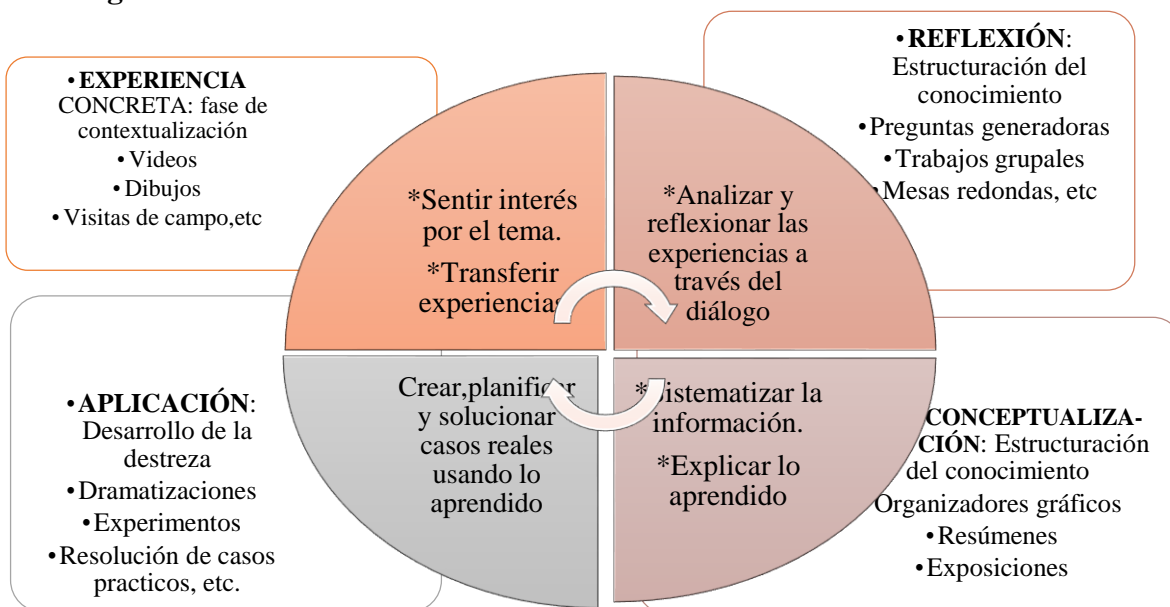 •EXPERIENCIA
CONCRETA: fase de
contextualización
•Videos
•Dibujos
•Visitas de campo,etc
•REFLEXIÓN:
Estructuración del
conocimiento
•Preguntas generadoras
•Trabajos grupales
Mesas redondas, etc
*Sentir interés
por el tema.
*Transferir
experiencias
*Analizar y
reflexionar las
experiencias a
través del
diálogo
•APLICACIÓN:
Desarrollo de la
destreza
•Dramatizaciones
•Experimentos
•Resolución de casos
practicos, etc.
Crear,planificar
y solucionar
casos reales
usando lo
aprendido
*Sistematizar la
información.
*Explicar lo
aprendido
CONCEPTUALIZA-
CIÓN: Estructuración
del conocimiento
Organizadores gráficos
•Resúmenes
•Exposiciones